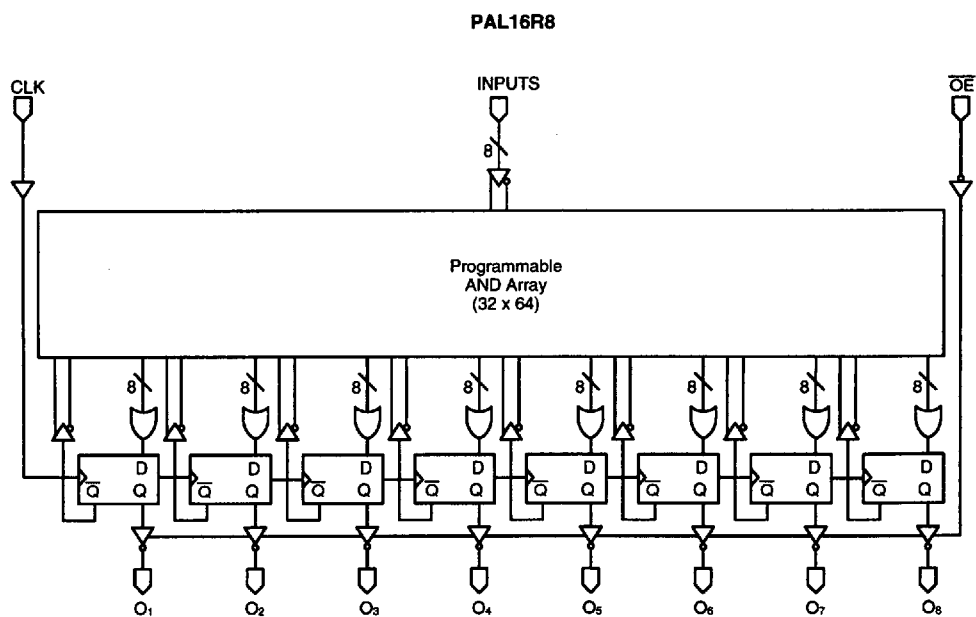 PAL16R8
CLK INPUTS O̅E̅
8
Programmable
AND Array
(32 x 64)
8 8 8 8 8 8 8 8
D D D D D D D D
Q̅ Q Q̅ Q Q̅ Q Q̅ Q Q̅ Q Q̅ Q Q̅ Q Q̅ Q
O₁ O₂ O₃ O₄ O₅ O₆ O₇ O₈